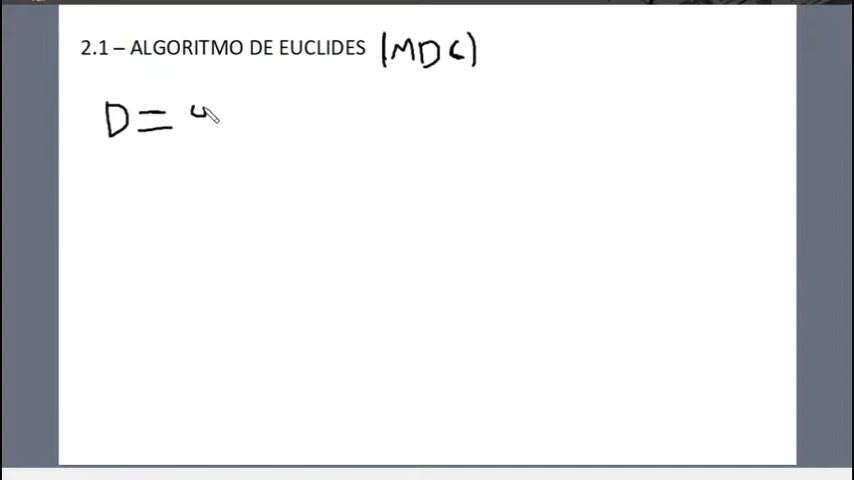 2.1 – ALGORITMO DE EUCLIDES (MDC)
D =